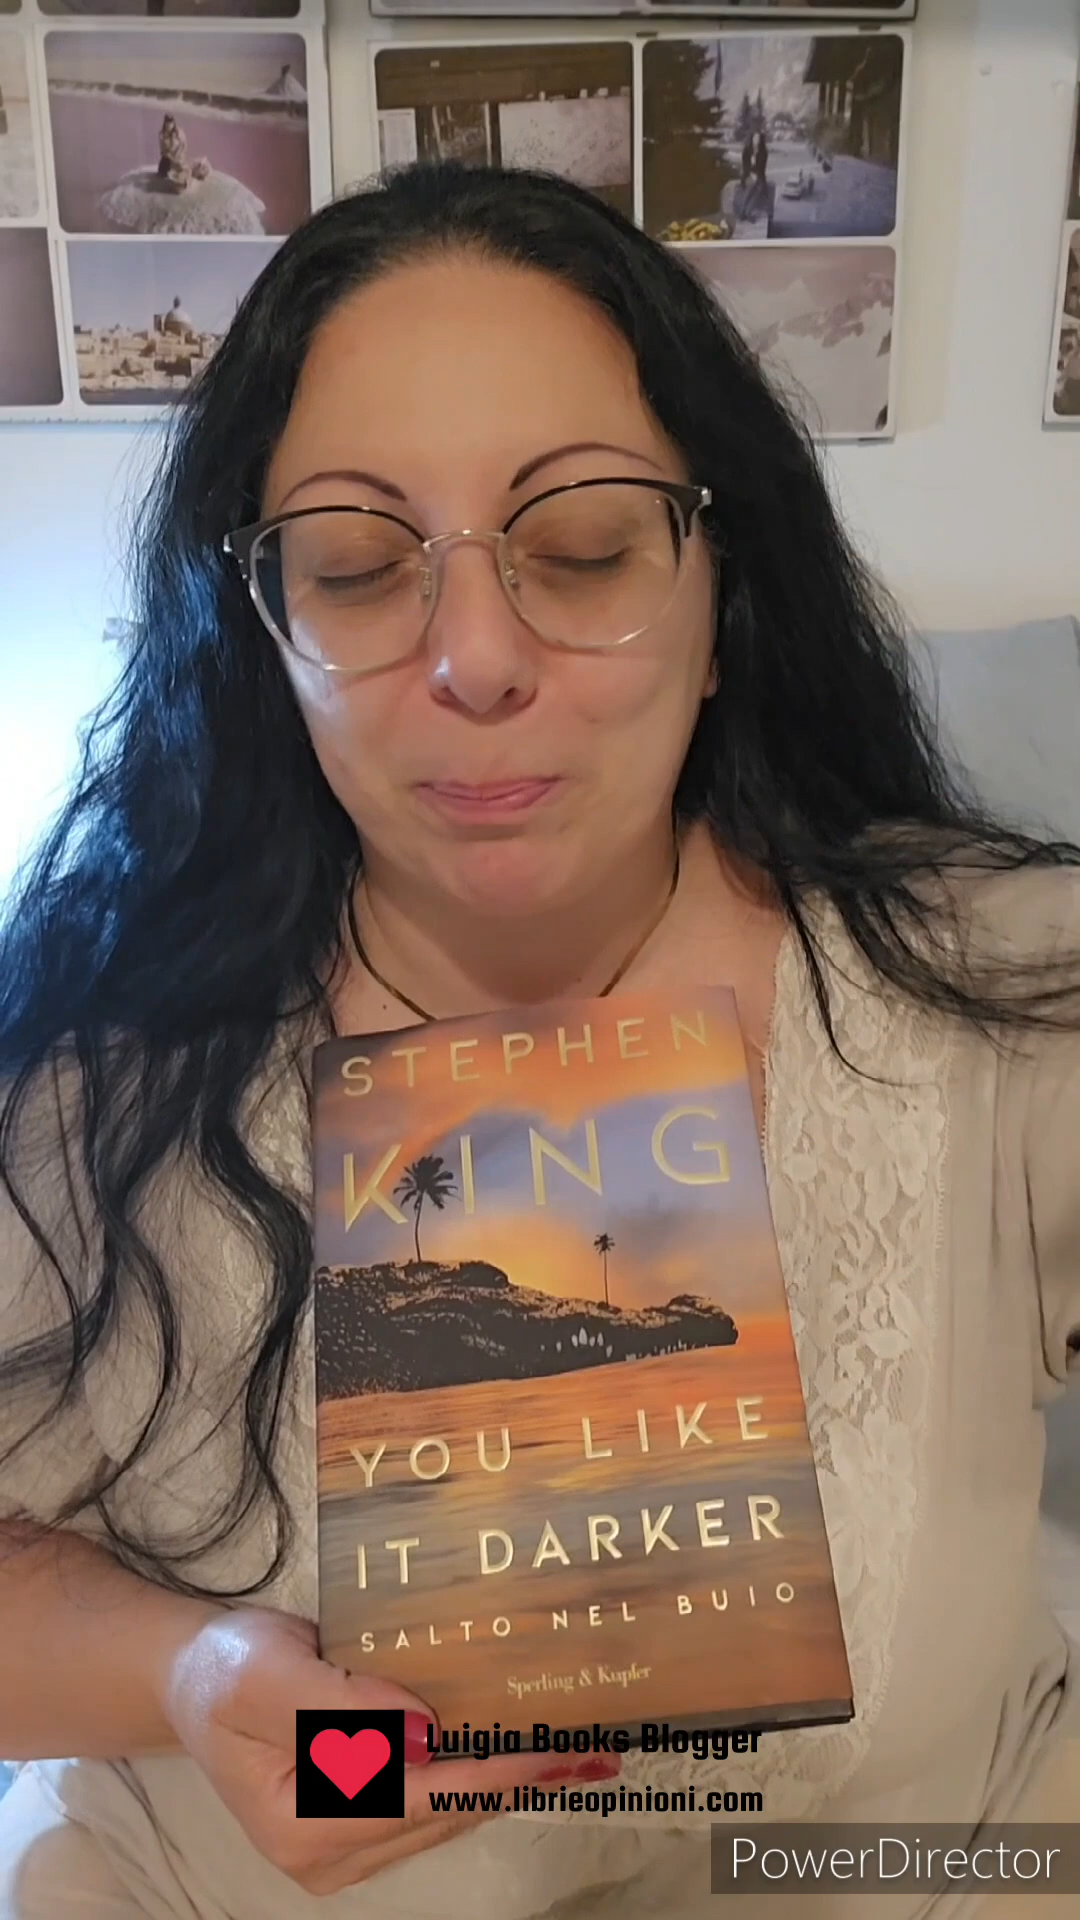 STEPHEN
KING
YOU LIKE
IT DARKER
SALTO NEL BUIO
Sperling & Kupfer
Luigia Books Blogger
www.librieopinioni.com
PowerDirector